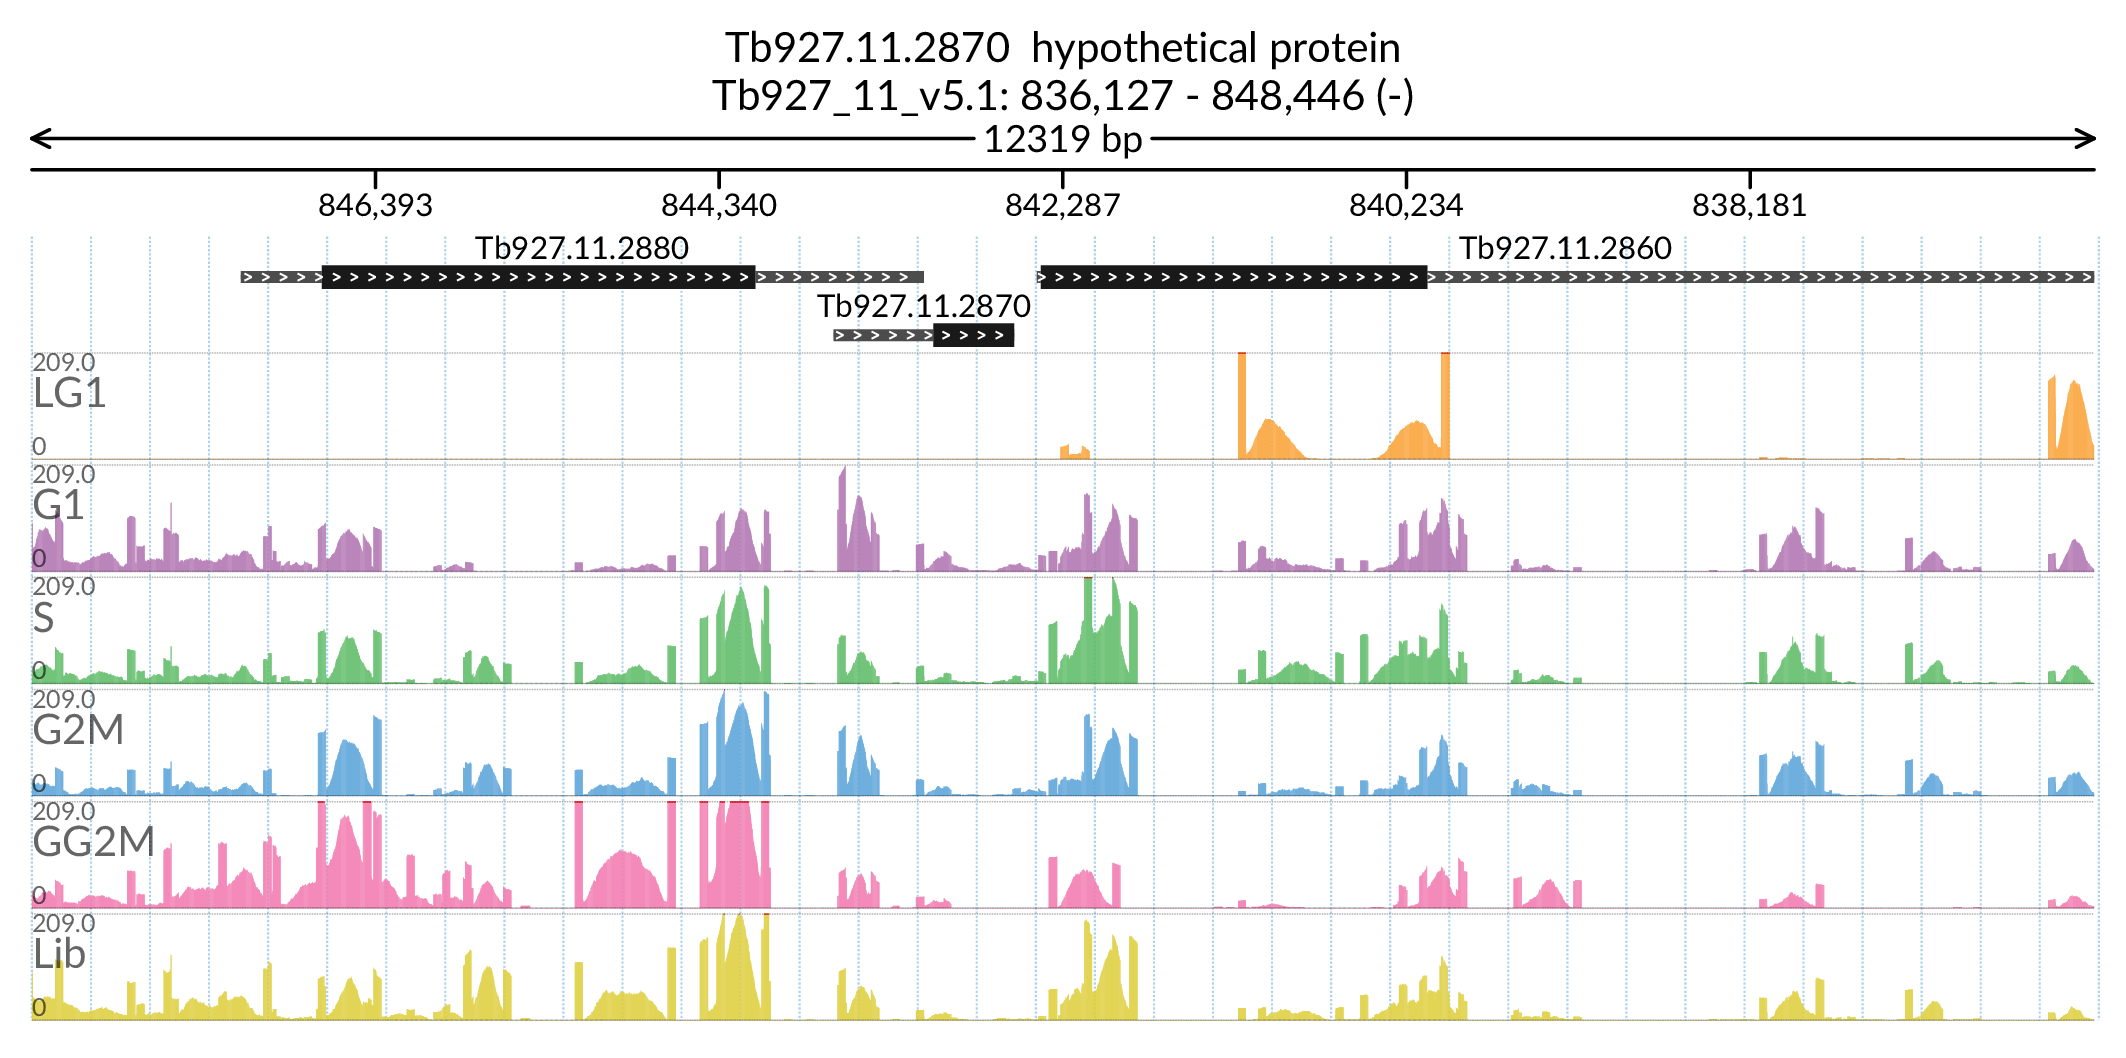 Tb927.11.2870  hypothetical protein
Tb927_11_v5.1: 836,127 - 848,446 (-)
12319 bp
846,393 844,340 842,287 840,234 838,181
Tb927.11.2880 Tb927.11.2860
Tb927.11.2870
209.0
LG1
0
209.0
G1
0
209.0
S
0
209.0
G2M
0
209.0
GG2M
0
209.0
Lib
0